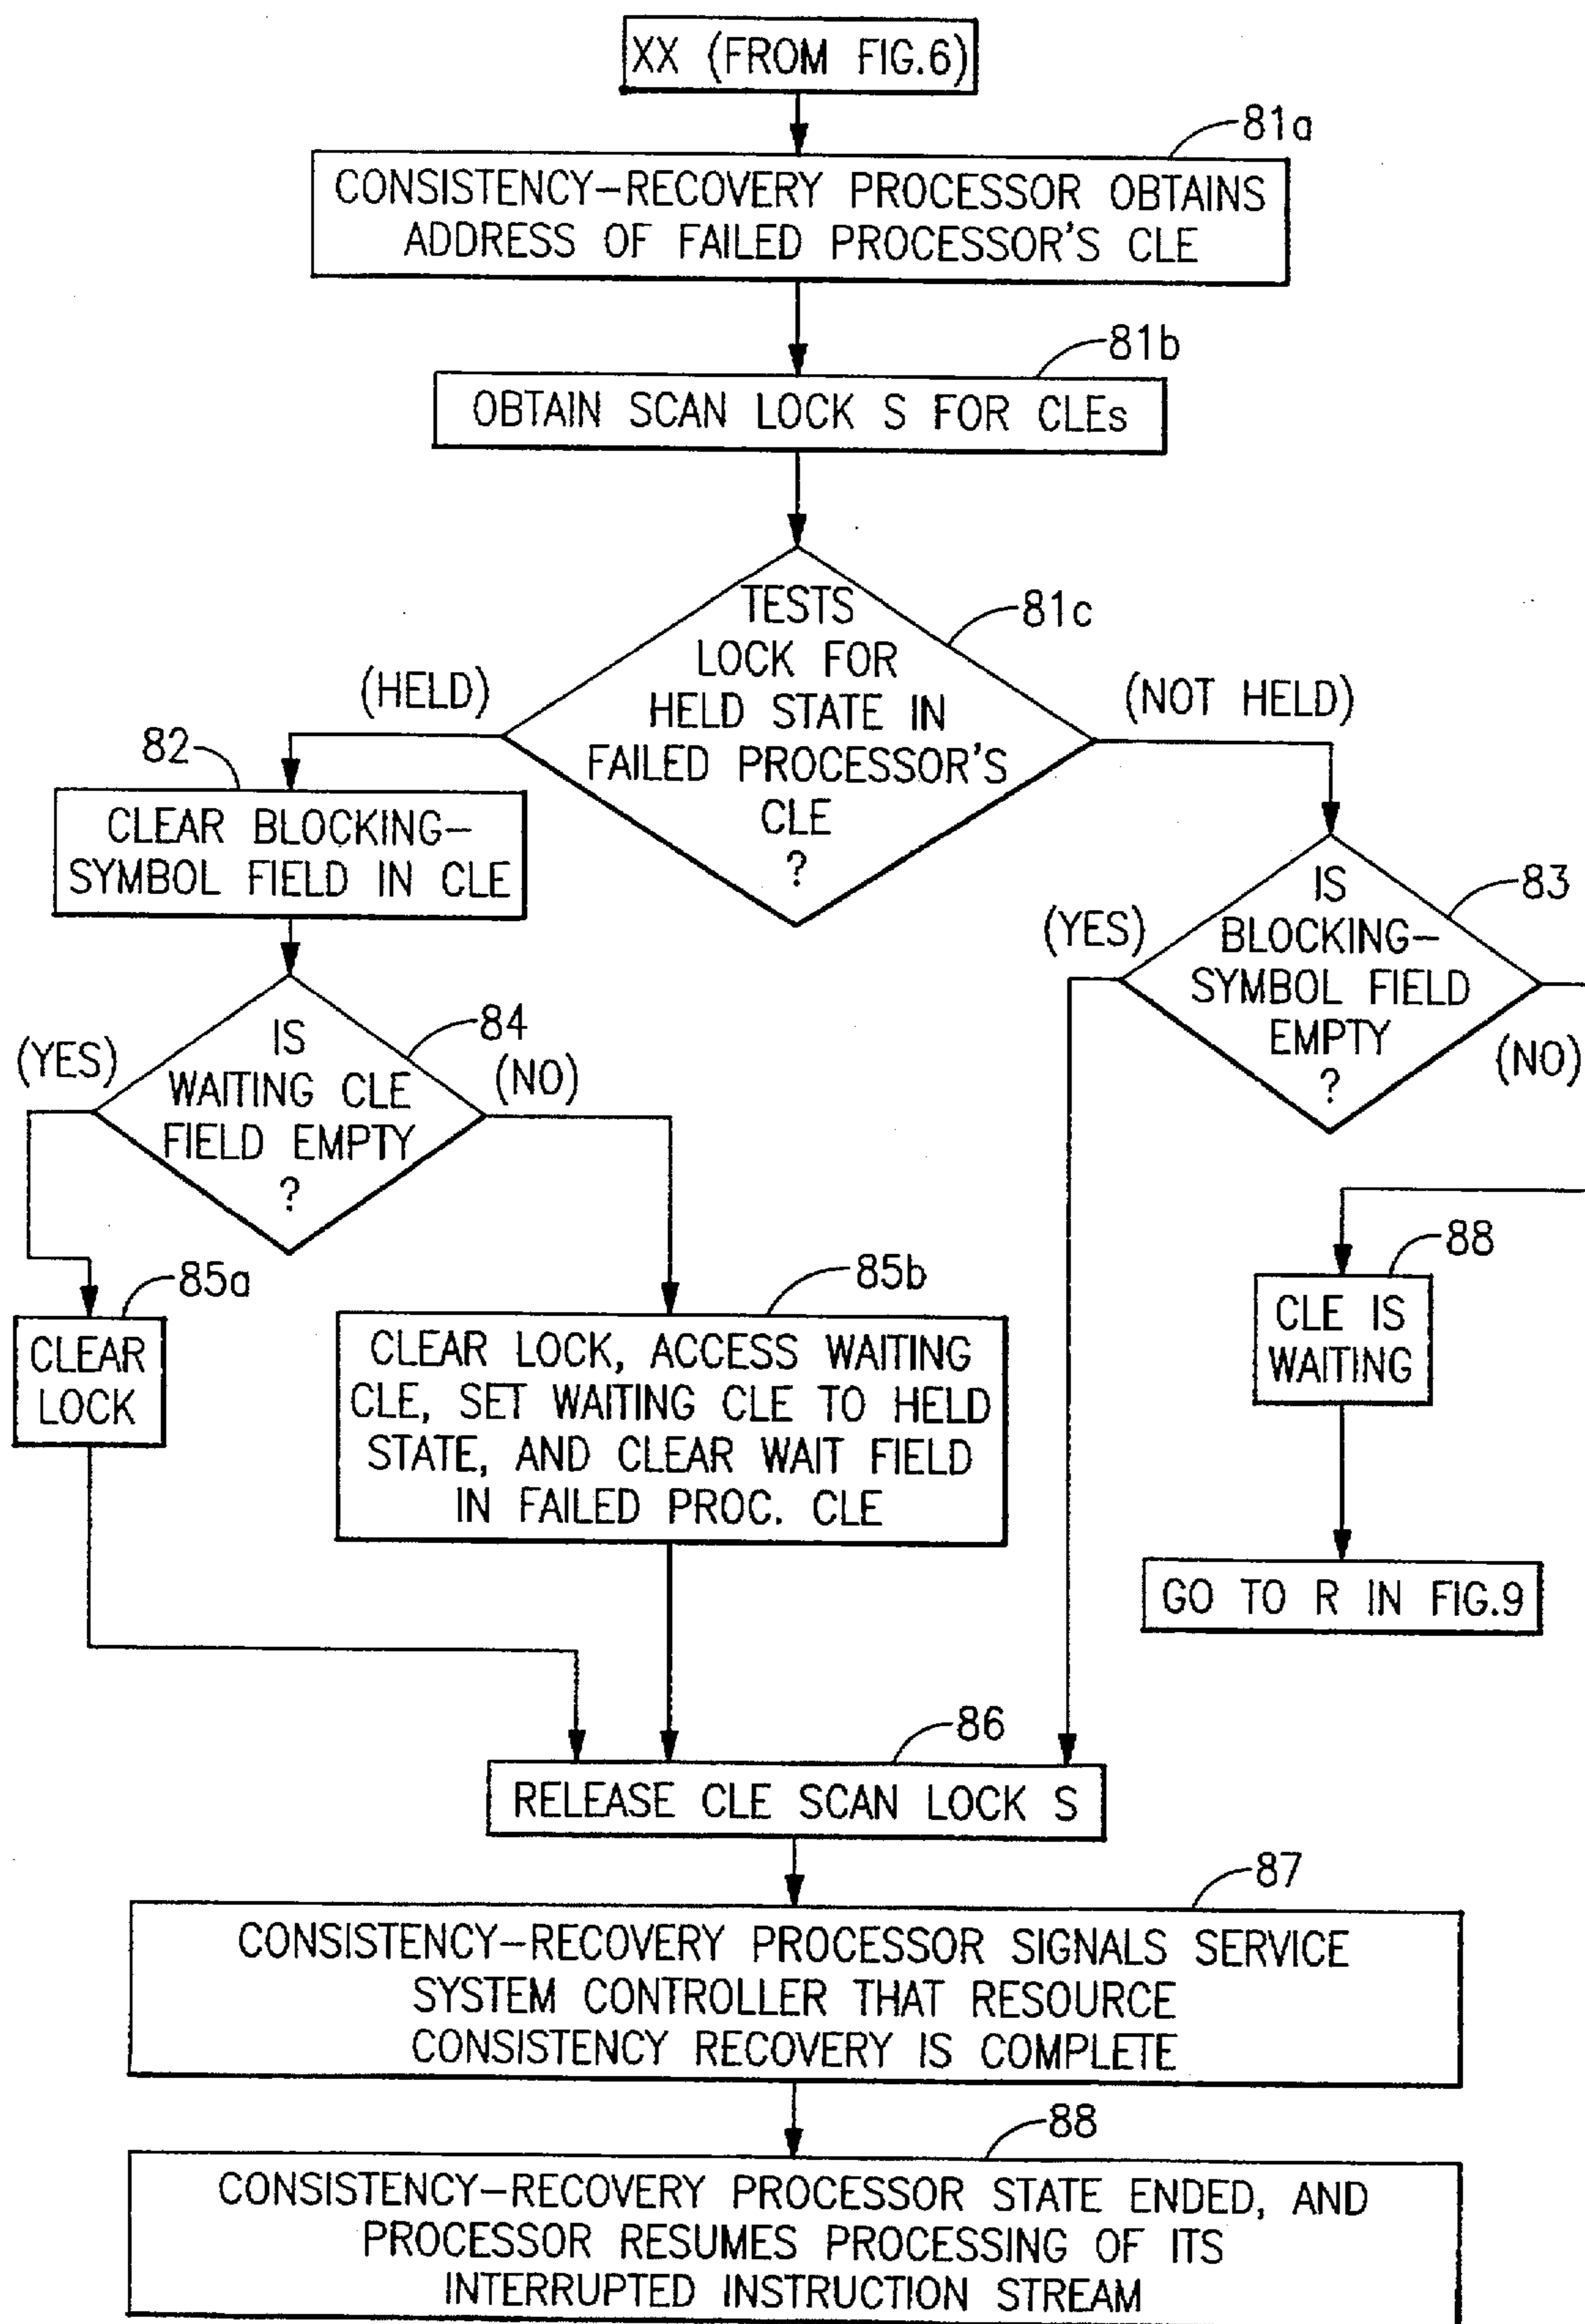 XX (FROM FIG.6)
81a
CONSISTENCY-RECOVERY PROCESSOR OBTAINS
ADDRESS OF FAILED PROCESSOR'S CLE
81b
OBTAIN SCAN LOCK S FOR CLEs
TESTS
LOCK FOR
HELD STATE IN
FAILED PROCESSOR'S
CLE
?
81c
(HELD)
(NOT HELD)
82
CLEAR BLOCKING-
SYMBOL FIELD IN CLE
IS
BLOCKING-
SYMBOL FIELD
EMPTY
?
83
(YES)
(NO)
IS
WAITING CLE
FIELD EMPTY
?
84
(YES)
(NO)
85a
CLEAR
LOCK
85b
CLEAR LOCK, ACCESS WAITING
CLE, SET WAITING CLE TO HELD
STATE, AND CLEAR WAIT FIELD
IN FAILED PROC. CLE
88
CLE IS
WAITING
GO TO R IN FIG.9
86
RELEASE CLE SCAN LOCK S
87
CONSISTENCY-RECOVERY PROCESSOR SIGNALS SERVICE
SYSTEM CONTROLLER THAT RESOURCE
CONSISTENCY RECOVERY IS COMPLETE
88
CONSISTENCY-RECOVERY PROCESSOR STATE ENDED, AND
PROCESSOR RESUMES PROCESSING OF ITS
INTERRUPTED INSTRUCTION STREAM